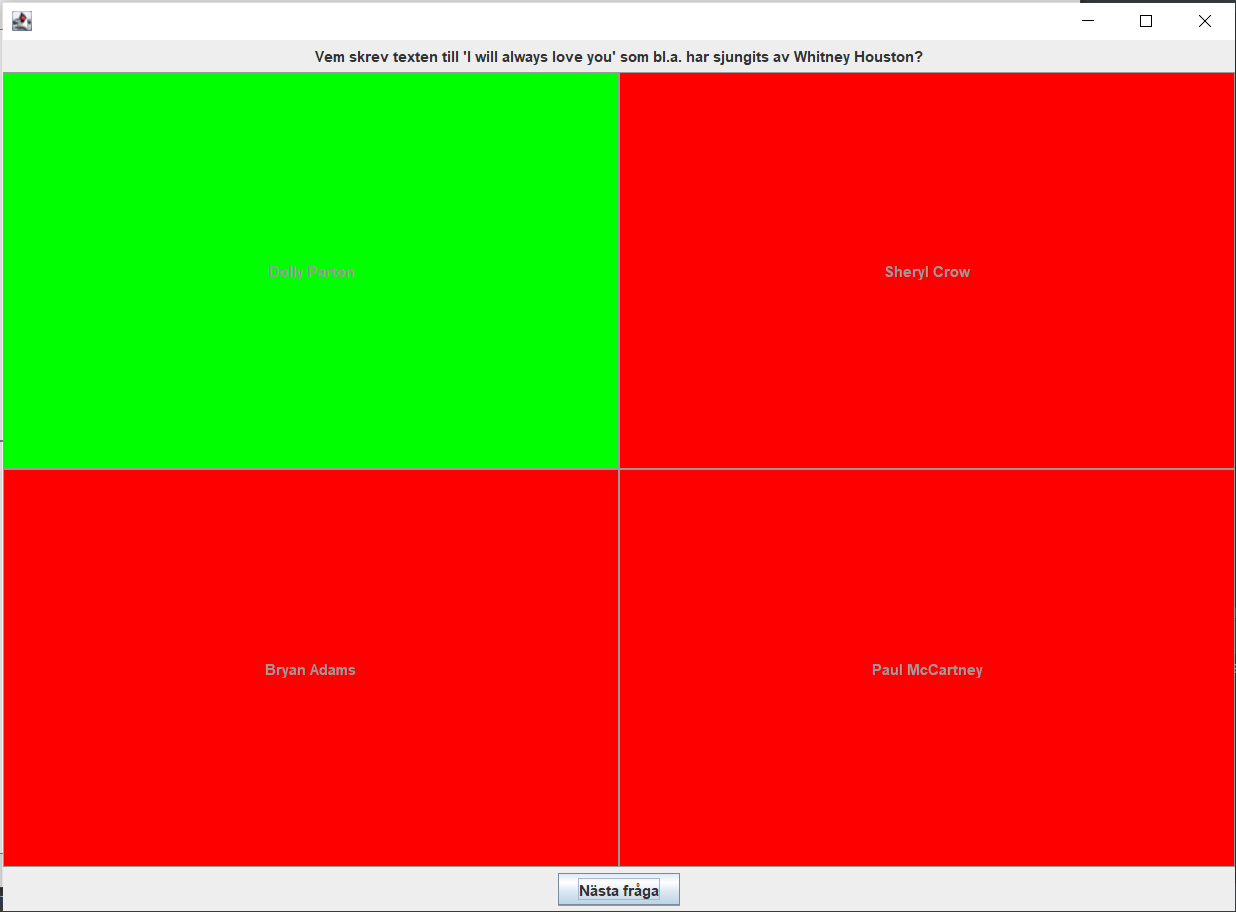 Vem skrev texten till 'I will always love you' som bl.a. har sjungits av Whitney Houston?
Dolly Parton
Sheryl Crow
Bryan Adams
Paul McCartney
Nästa fråga